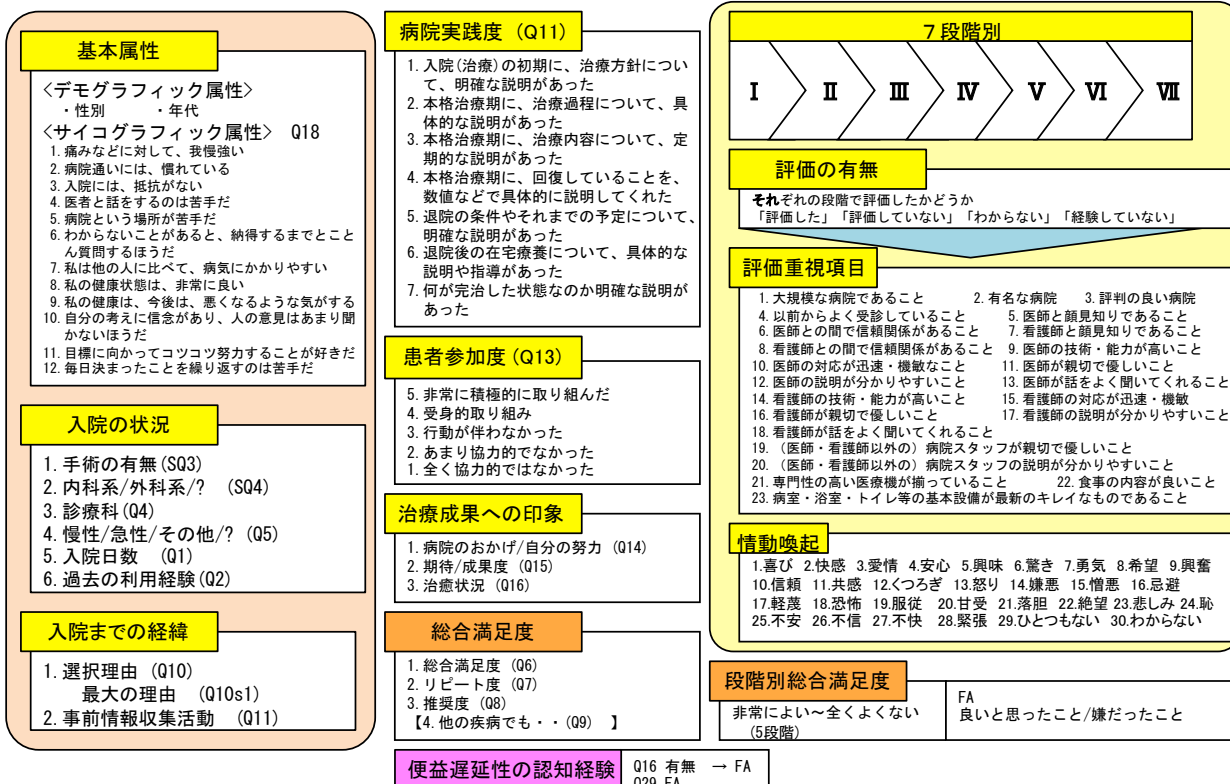 基本属性
〈デモグラフィック属性〉
・性別　　・年代
〈サイコグラフィック属性〉 Q18
1. 痛みなどに対して、我慢強い
2. 病院通いには、慣れている
3. 入院には、抵抗がない
4. 医者と話をするのは苦手だ
5. 病院という場所が苦手だ
6. わからないことがあると、納得するまでとこと
ん質問するほうだ
7. 私は他の人に比べて、病気にかかりやすい
8. 私の健康状態は、非常に良い
9. 私の健康は、今後は、悪くなるような気がする
10. 自分の考えに信念があり、人の意見はあまり聞
かないほうだ
11. 目標に向かってコツコツ努力することが好きだ
12. 毎日決まったことを繰り返すのは苦手だ
入院の状況
1. 手術の有無(SQ3)
2. 内科系/外科系/? (SQ4)
3. 診療科(Q4)
4. 慢性/急性/その他/? (Q5)
5. 入院日数 (Q1)
6. 過去の利用経験(Q2)
入院までの経緯
1. 選択理由 (Q10)
最大の理由 (Q10s1)
2. 事前情報収集活動 (Q11)
病院実践度 (Q11)
1. 入院(治療)の初期に、治療方針につい
て、明確な説明があった
2. 本格治療期に、治療過程について、具
体的な説明があった
3. 本格治療期に、治療内容について、定
期的な説明があった
4. 本格治療期に、回復していることを、
数値などで具体的に説明してくれた
5. 退院の条件やそれまでの予定について、
明確な説明があった
6. 退院後の在宅療養について、具体的な
説明や指導があった
7. 何が完治した状態なのか明確な説明が
あった
患者参加度(Q13)
5. 非常に積極的に取り組んだ
4. 受身的取り組み
3. 行動が伴わなかった
2. あまり協力的でなかった
1. 全く協力的ではなかった
治療成果への印象
1. 病院のおかげ/自分の努力 (Q14)
2. 期待/成果度 (Q15)
3. 治癒状況 (Q16)
総合満足度
1. 総合満足度 (Q6)
2. リピート度 (Q7)
3. 推奨度 (Q8)
【4. 他の疾病でも・・(Q9) 】
便益遅延性の認知経験
Q16 有無 → FA
Q29 FA
7段階別
Ⅰ Ⅱ Ⅲ Ⅳ Ⅴ Ⅵ Ⅶ
評価の有無
それぞれの段階で評価したかどうか
「評価した」「評価していない」「わからない」「経験していない」
評価重視項目
1. 大規模な病院であること 2. 有名な病院 3. 評判の良い病院
4. 以前からよく受診していること 5. 医師と顔見知りであること
6. 医師との間で信頼関係があること 7. 看護師と顔見知りであること
8. 看護師との間で信頼関係があること 9. 医師の技術・能力が高いこと
10. 医師の対応が迅速・機敏なこと 11. 医師が親切で優しいこと
12. 医師の説明が分かりやすいこと 13. 医師が話をよく聞いてくれること
14. 看護師の技術・能力が高いこと 15. 看護師の対応が迅速・機敏
16. 看護師が親切で優しいこと 17. 看護師の説明が分かりやすいこと
18. 看護師が話をよく聞いてくれること
19. (医師・看護師以外の)病院スタッフが親切で優しいこと
20. (医師・看護師以外の)病院スタッフの説明が分かりやすいこと
21. 専門性の高い医療機が揃っていること 22. 食事の内容が良いこと
23. 病室・浴室・トイレ等の基本設備が最新のキレイなものであること
情動喚起
1.喜び 2.快感 3.愛情 4.安心 5.興味 6.驚き 7.勇気 8.希望 9.興奮
10.信頼 11.共感 12.くつろぎ 13.怒り 14.嫌悪 15.憎悪 16.忌避
17.軽蔑 18.恐怖 19.服従 20.甘受 21.落胆 22.絶望 23.悲しみ 24.恥
25.不安 26.不信 27.不快 28.緊張 29.ひとつもない 30.わからない
段階別総合満足度
非常によい～全くよくない
(5段階)
FA
良いと思ったこと/嫌だったこと